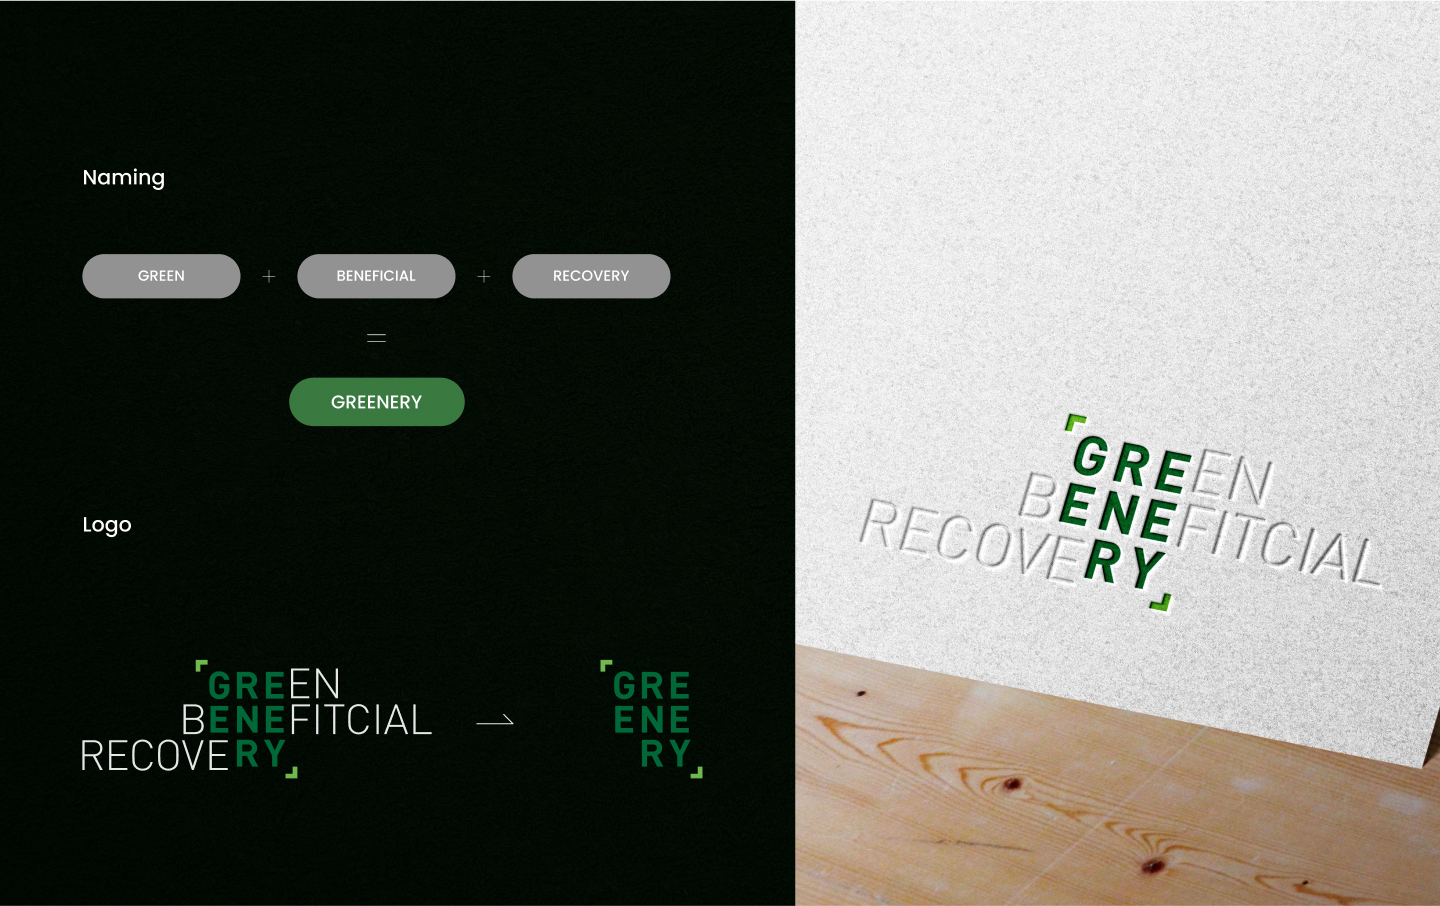 Naming
GREEN + BENEFICIAL + RECOVERY
=
GREENERY
Logo
GREEN
BENEFITCIAL
RECOVERY
GRE
ENE
RY
GREEN
BENEFITCIAL
RECOVERY